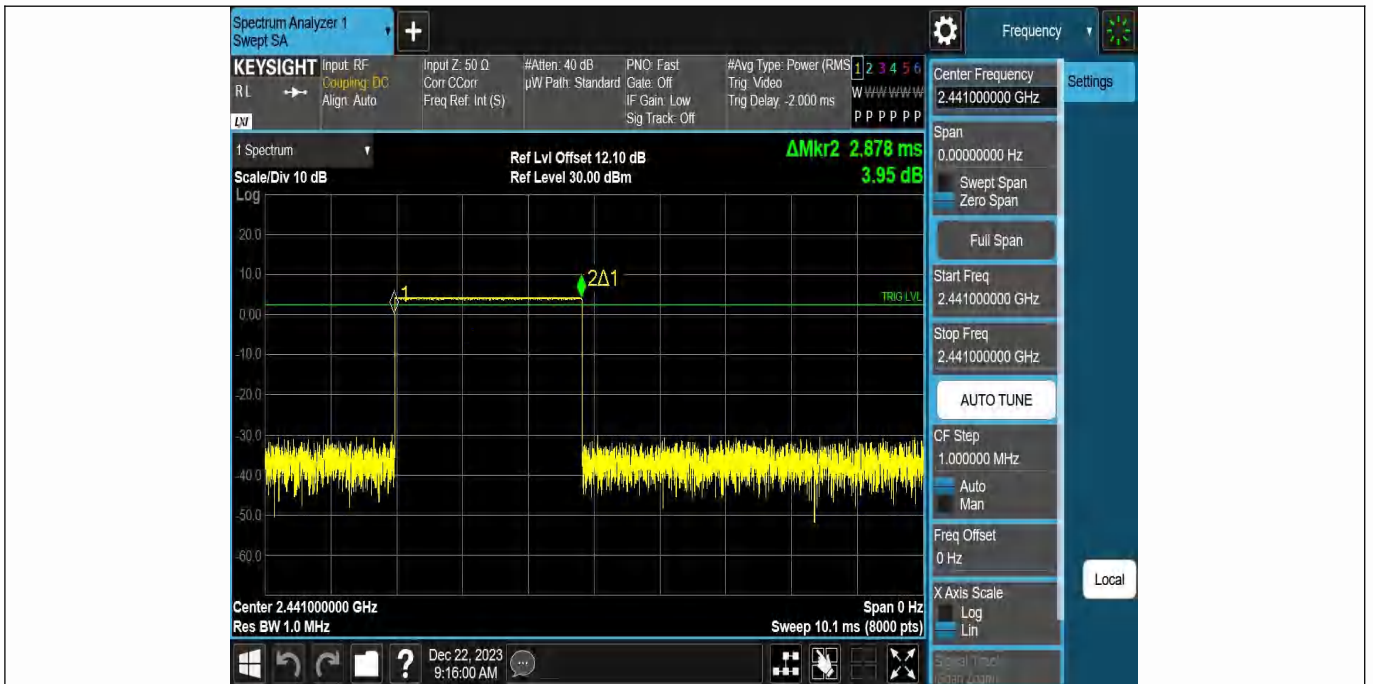 Spectrum Analyzer 1
Swept SA
Frequency
KEYSIGHT
RL
LXI
Input: RF
Coupling: DC
Align: Auto
Input Z: 50 Ω
Corr CCorr
Freq Ref: Int (S)
#Atten: 40 dB
µW Path: Standard
PNO: Fast
Gate: Off
IF Gain: Low
Sig Track: Off
#Avg Type: Power (RMS
Trig: Video
Trig Delay: -2.000 ms
1 2 3 4 5 6
W W W W W W
P P P P P P
1 Spectrum
Scale/Div 10 dB
Log
Ref Lvl Offset 12.10 dB
Ref Level 30.00 dBm
ΔMkr2 2.878 ms
3.95 dB
20.0
10.0
0.00
-10.0
-20.0
-30.0
-40.0
-50.0
-60.0
1
2Δ1
TRIG LVL
Center 2.441000000 GHz
Res BW 1.0 MHz
Span 0 Hz
Sweep 10.1 ms (8000 pts)
?
Dec 22, 2023
9:16:00 AM
Center Frequency
2.441000000 GHz
Settings
Span
0.00000000 Hz
Swept Span
Zero Span
Full Span
Start Freq
2.441000000 GHz
Stop Freq
2.441000000 GHz
AUTO TUNE
CF Step
1.000000 MHz
Auto
Man
Freq Offset
0 Hz
X Axis Scale
Log
Lin
Local
Signal Track
(Span Zoom)